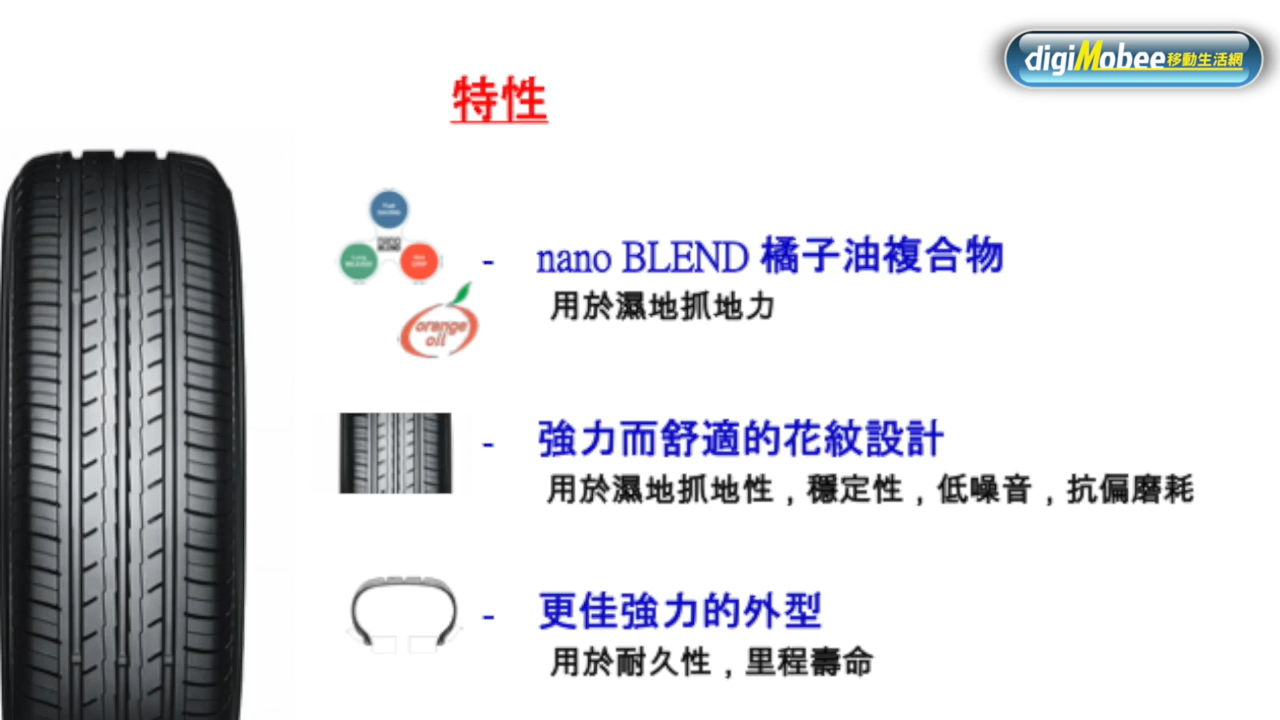 digiMobee移動生活網
特性
nano BLEND
orange
oil
- nano BLEND 橘子油複合物
用於濕地抓地力
- 強力而舒適的花紋設計
用於濕地抓地性，穩定性，低噪音，抗偏磨耗
- 更佳強力的外型
用於耐久性，里程壽命